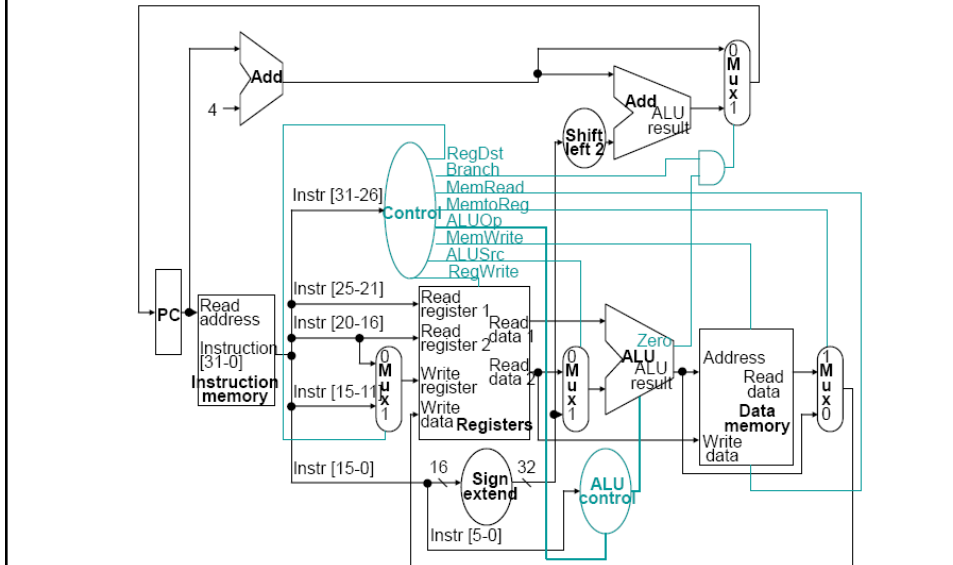 0
M
u
x
1
Add
4
Add
ALU
result
Shift
left 2
RegDst
Branch
MemRead
MemtoReg
ALUOp
MemWrite
ALUSrc
RegWrite
Control
Instr [31-26]
Instr [25-21]
Instr [20-16]
Instr [15-11]
Instr [15-0]
Instr [5-0]
PC
Read
address
Instruction
[31-0]
Instruction
memory
0
M
u
x
1
Read
register 1
Read
register 2
Write
register
Write
data
Read
data 1
Read
data 2
Registers
0
M
u
x
1
Zero
ALU
ALU
result
Address
Read
data
Data
memory
Write
data
1
M
u
x
0
16
Sign
extend
32
ALU
control